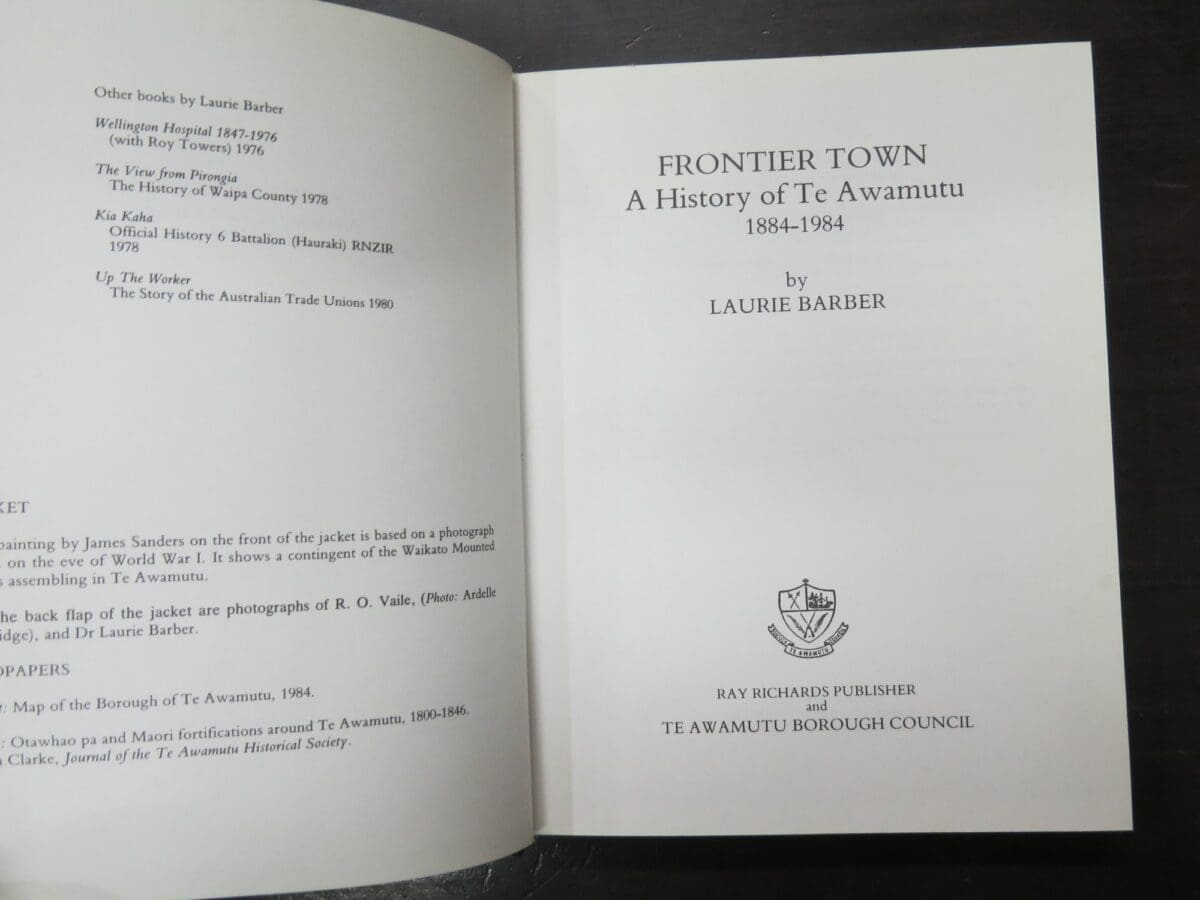 Other books by Laurie Barber
Wellington Hospital 1847-1976
(with Roy Towers) 1976
The View from Pirongia
The History of Waipa County 1978
Kia Kaha
Official History 6 Battalion (Hauraki) RNZIR
1978
Up The Worker
The Story of the Australian Trade Unions 1980
KET
painting by James Sanders on the front of the jacket is based on a photograph
on the eve of World War I. It shows a contingent of the Waikato Mounted
s assembling in Te Awamutu.
he back flap of the jacket are photographs of R. O. Vaile, (Photo: Ardelle
idge), and Dr Laurie Barber.
DPAPERS
: Map of the Borough of Te Awamutu, 1984.
: Otawhao pa and Maori fortifications around Te Awamutu, 1800-1846.
Clarke, Journal of the Te Awamutu Historical Society.
FRONTIER TOWN
A History of Te Awamutu
1884-1984
by
LAURIE BARBER
TE AWAMUTU
RAY RICHARDS PUBLISHER
and
TE AWAMUTU BOROUGH COUNCIL